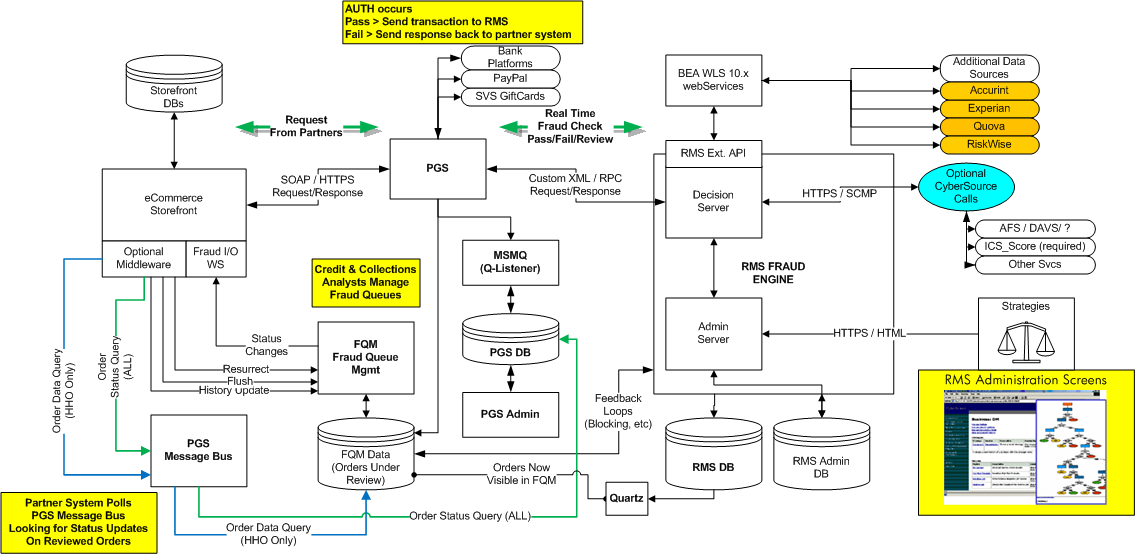 AUTH occurs
Pass > Send transaction to RMS
Fail > Send response back to partner system
Bank
Platforms
PayPal
SVS GiftCards
Storefront
DBs
Request
From Partners
Real Time
Fraud Check
Pass/Fail/Review
BEA WLS 10.x
webServices
Additional Data
Sources
Accurint
Experian
Quova
RiskWise
PGS
RMS Ext. API
SOAP / HTTPS
Request/Response
Custom XML / RPC
Request/Response
eCommerce
Storefront
Decision
Server
HTTPS / SCMP
Optional
CyberSource
Calls
AFS / DAVS/ ?
ICS_Score (required)
Other Svcs
Optional
Middleware
Fraud I/O
WS
MSMQ
(Q-Listener)
Credit & Collections
Analysts Manage
Fraud Queues
RMS FRAUD
ENGINE
Strategies
Status
Changes
FQM
Fraud Queue
Mgmt
PGS DB
Admin
Server
HTTPS / HTML
Order Data Query
(HHO Only)
Order
Status Query
(ALL)
Resurrect
Flush
History Update
PGS Admin
Feedback
Loops
(Blocking, etc)
RMS Administration Screens
PGS
Message Bus
FQM Data
(Orders Under
Review)
Orders Now
Visible in FQM
Quartz
RMS DB
RMS Admin
DB
Partner System Polls
PGS Message Bus
Looking for Status Updates
On Reviewed Orders
Order Data Query
(HHO Only)
Order Status Query (ALL)